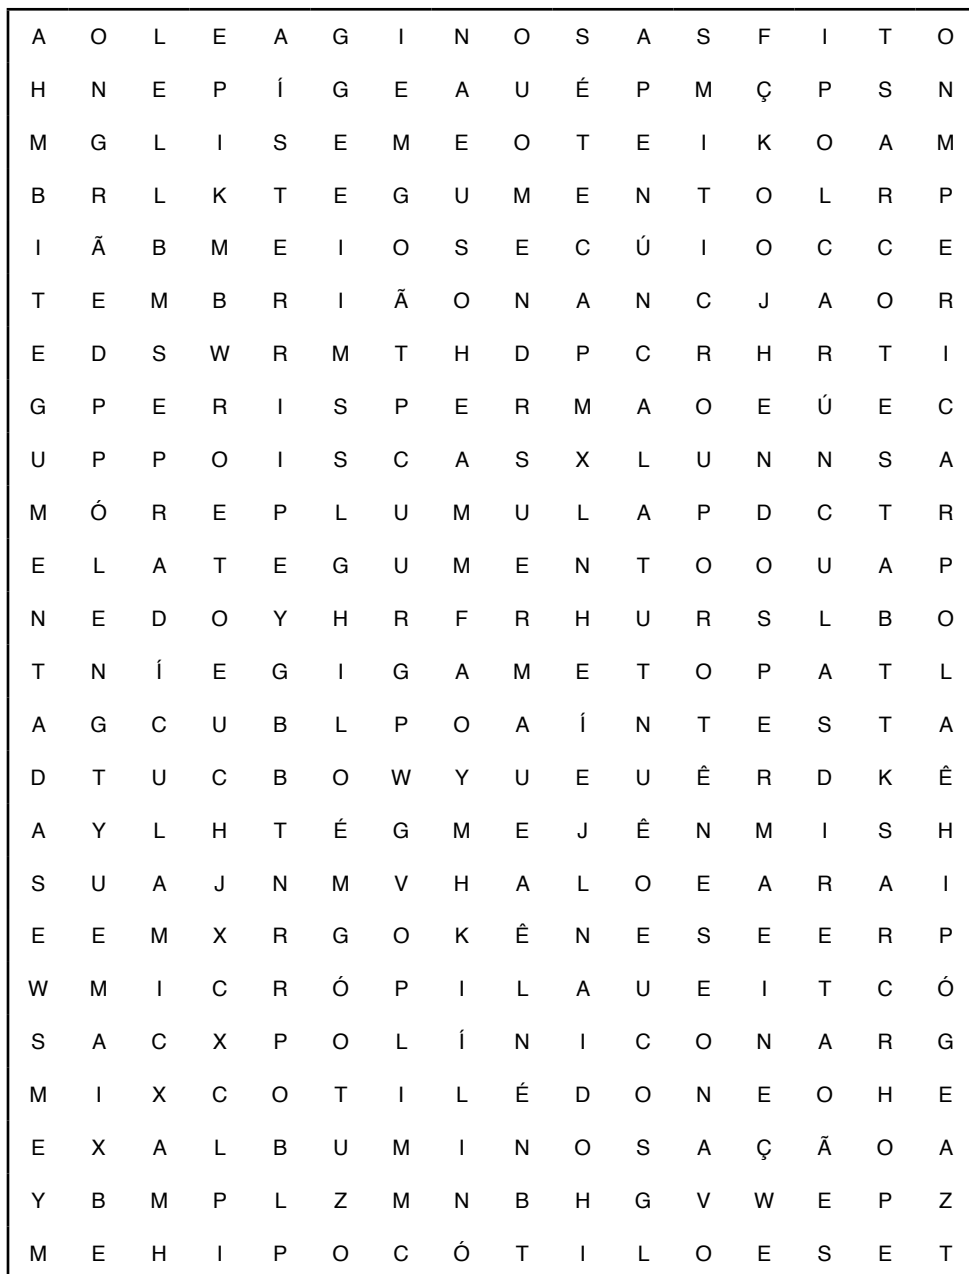 A O L E A G I N O S A S F I T O
H N E P Í G E A U É P M Ç P S N
M G L I S E M E O T E I K O A M
B R L K T E G U M E N T O L R P
I Ã B M E I O S E C Ú I O C C E
T E M B R I Ã O N A N C J A O R
E D S W R M T H D P C R H R T I
G P E R I S P E R M A O E Ú E C
U P P O I S C A S X L U N N S A
M Ó R E P L U M U L A P D C T R
E L A T E G U M E N T O O U A P
N E D O Y H R F R H U R S L B O
T N Í E G I G A M E T O P A T L
A G C U B L P O A Í N T E S T A
D T U C B O W Y U E U Ê R D K Ê
A Y L H T É G M E J Ê N M I S H
S U A J N M V H A L O E A R A I
E E M X R G O K Ê N E S E E R P
W M I C R Ó P I L A U E I T C Ó
S A C X P O L Í N I C O N A R G
M I X C O T I L É D O N E O H E
E X A L B U M I N O S A Ç Ã O A
Y B M P L Z M N B H G V W E P Z
M E H I P O C Ó T I L O E S E T